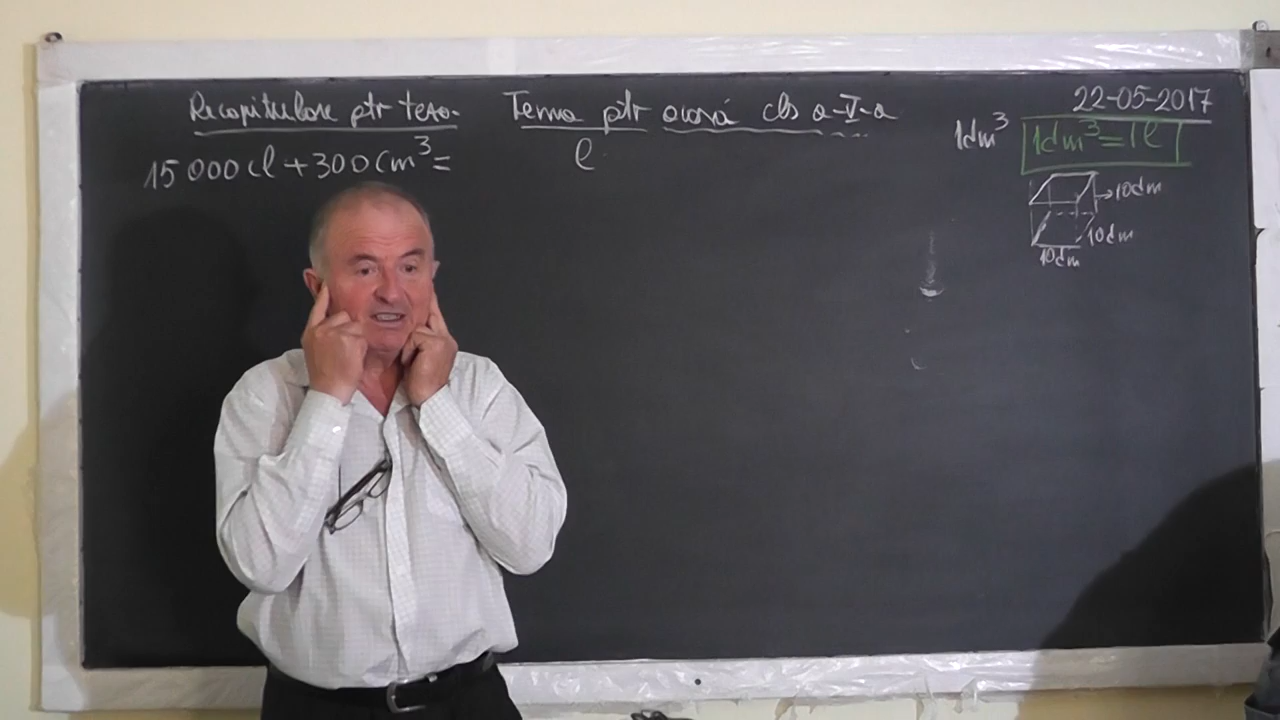 Recapitulare ptr teza.
15 000 cl + 300 cm³ =
Tema ptr acasă cls a-V-a
l
22-05-2017
1dm³
1dm³ = 1l
10dm
10dm
10dm